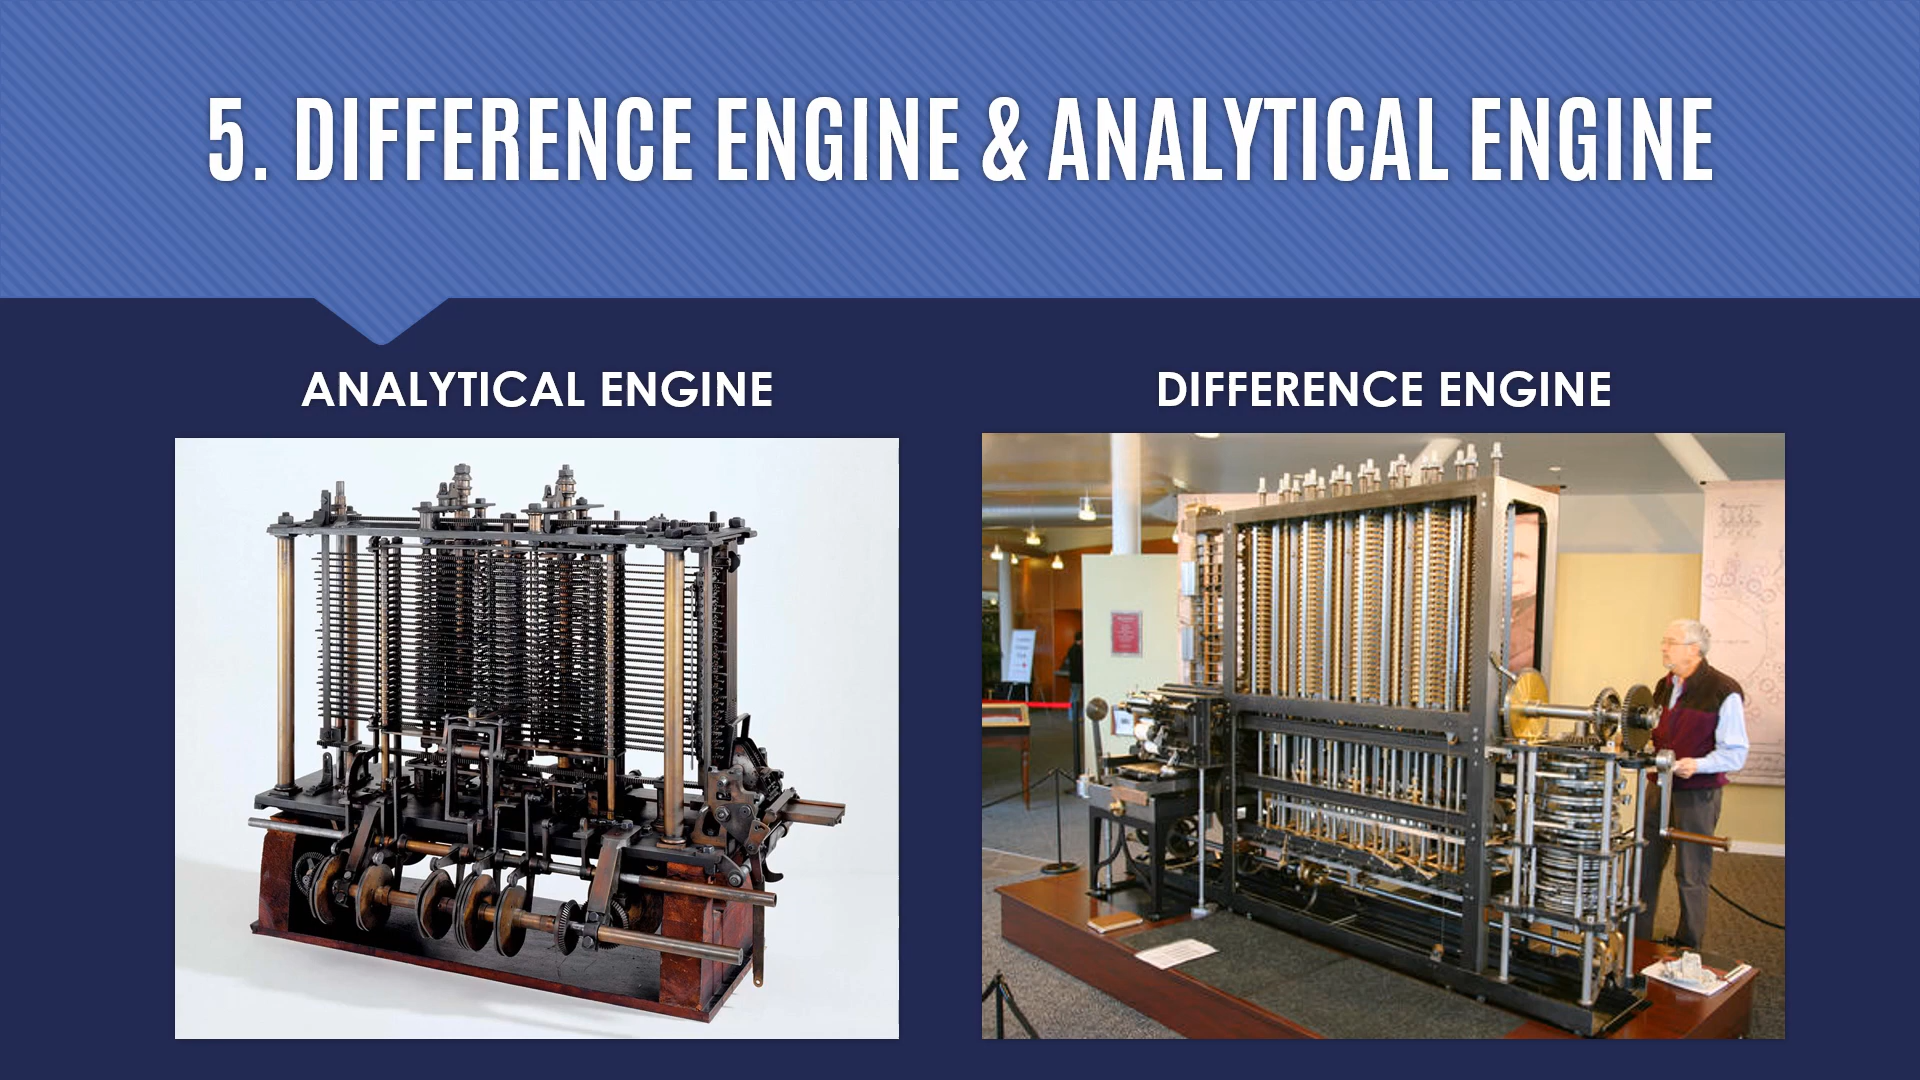 5. DIFFERENCE ENGINE & ANALYTICAL ENGINE
ANALYTICAL ENGINE
DIFFERENCE ENGINE